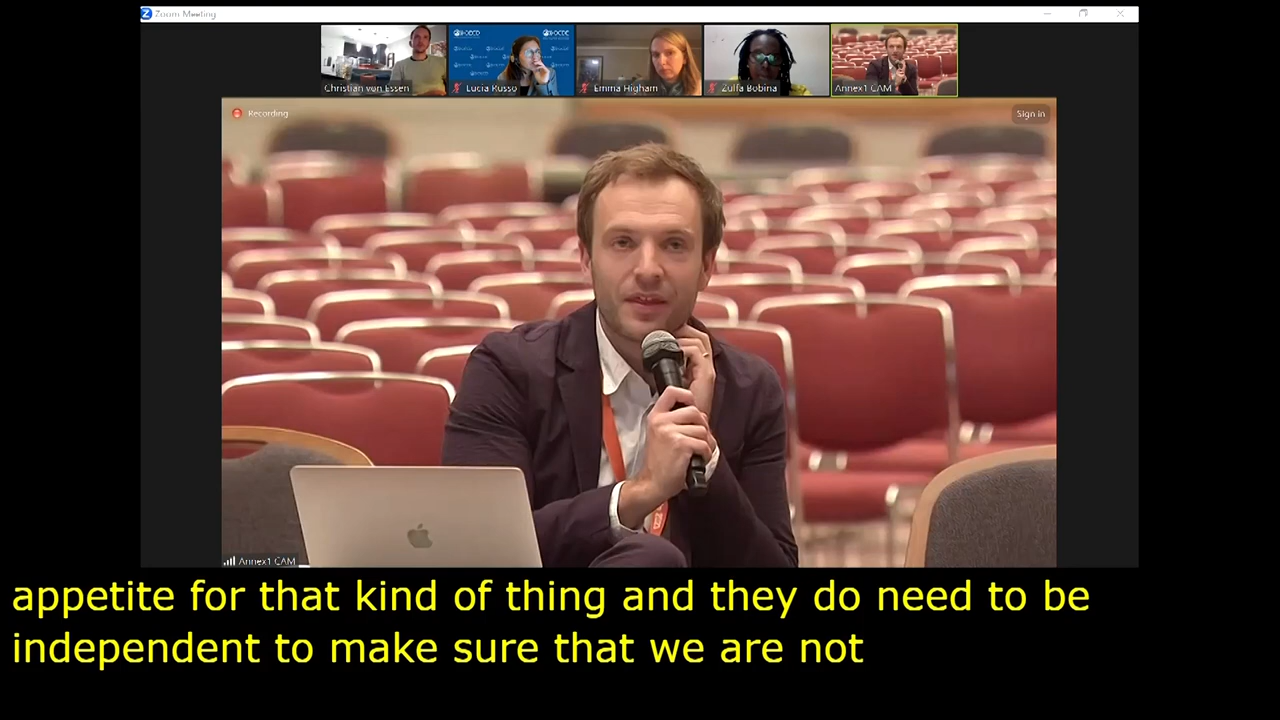 Zoom Meeting
OECD
OCDE
Christian von Essen
Lucia Russo
Emma Higham
Zulfa Bobina
Annex1 CAM
Recording
Sign in
Annex1 CAM
appetite for that kind of thing and they do need to be
independent to make sure that we are not